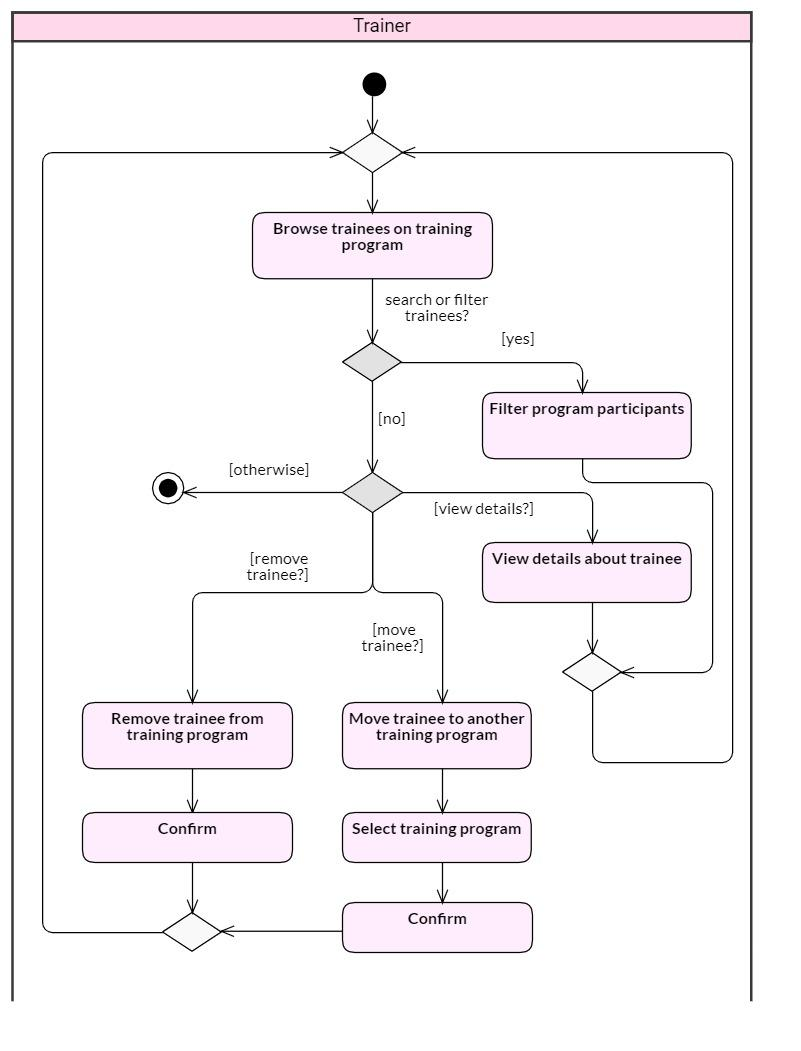 Trainer
Browse trainees on training
program
search or filter
trainees?
[yes]
Filter program participants
[no]
[otherwise]
[view details?]
View details about trainee
[remove
trainee?]
[move
trainee?]
Remove trainee from
training program
Move trainee to another
training program
Confirm
Select training program
Confirm